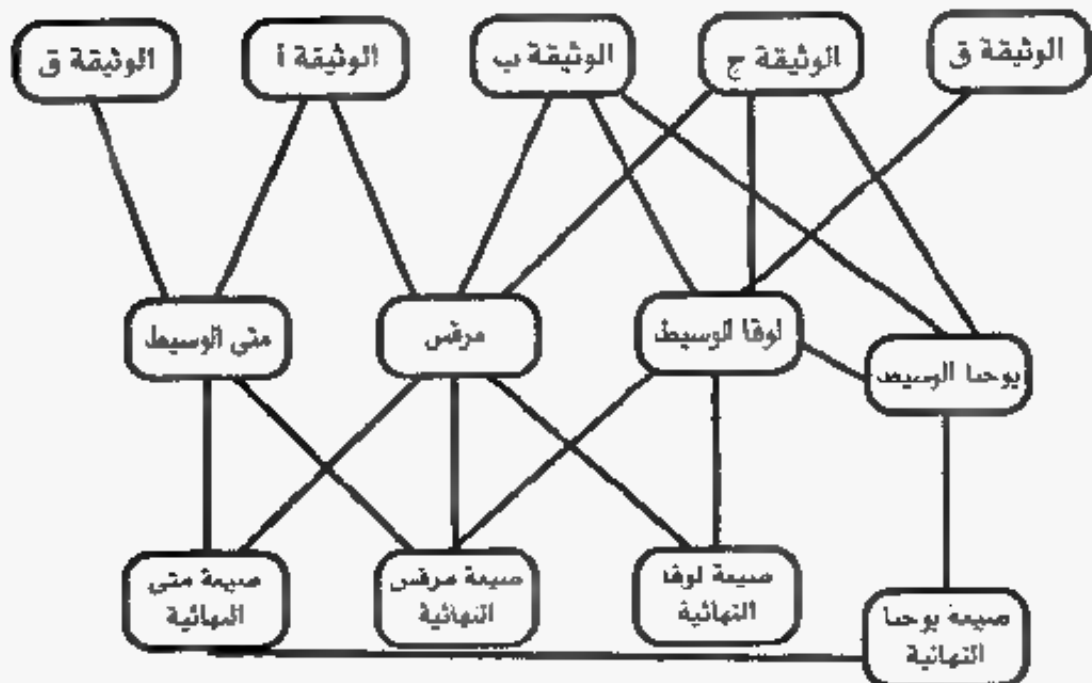 الوثيقة ق
الوثيقة ج
الوثيقة ب
الوثيقة أ
الوثيقة ق
يوحنا الوسيط
لوقا الوسيط
مرقس
متى الوسيط
صيغة يوحنا
النهائية
صيغة لوقا
النهائية
صيغة مرقس
النهائية
صيغة متى
النهائية